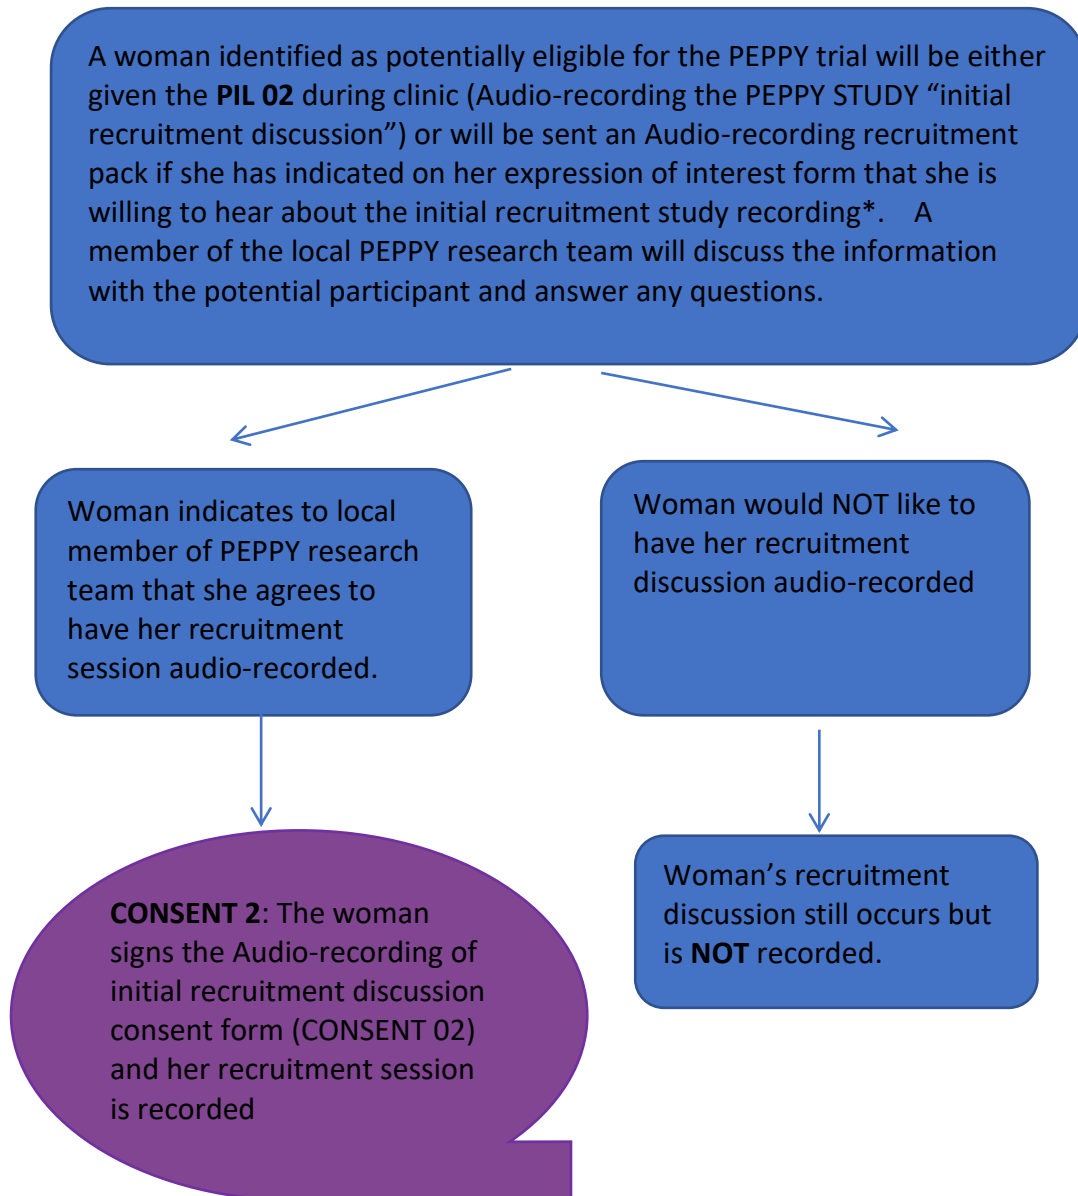 A woman identified as potentially eligible for the PEPPY trial will be either
given the PIL 02 during clinic (Audio-recording the PEPPY STUDY “initial
recruitment discussion”) or will be sent an Audio-recording recruitment
pack if she has indicated on her expression of interest form that she is
willing to hear about the initial recruitment study recording*. A
member of the local PEPPY research team will discuss the information
with the potential participant and answer any questions.
Woman indicates to local
member of PEPPY research
team that she agrees to
have her recruitment
session audio-recorded.
Woman would NOT like to
have her recruitment
discussion audio-recorded
CONSENT 2: The woman
signs the Audio-recording of
initial recruitment discussion
consent form (CONSENT 02)
and her recruitment session
is recorded
Woman’s recruitment
discussion still occurs but
is NOT recorded.